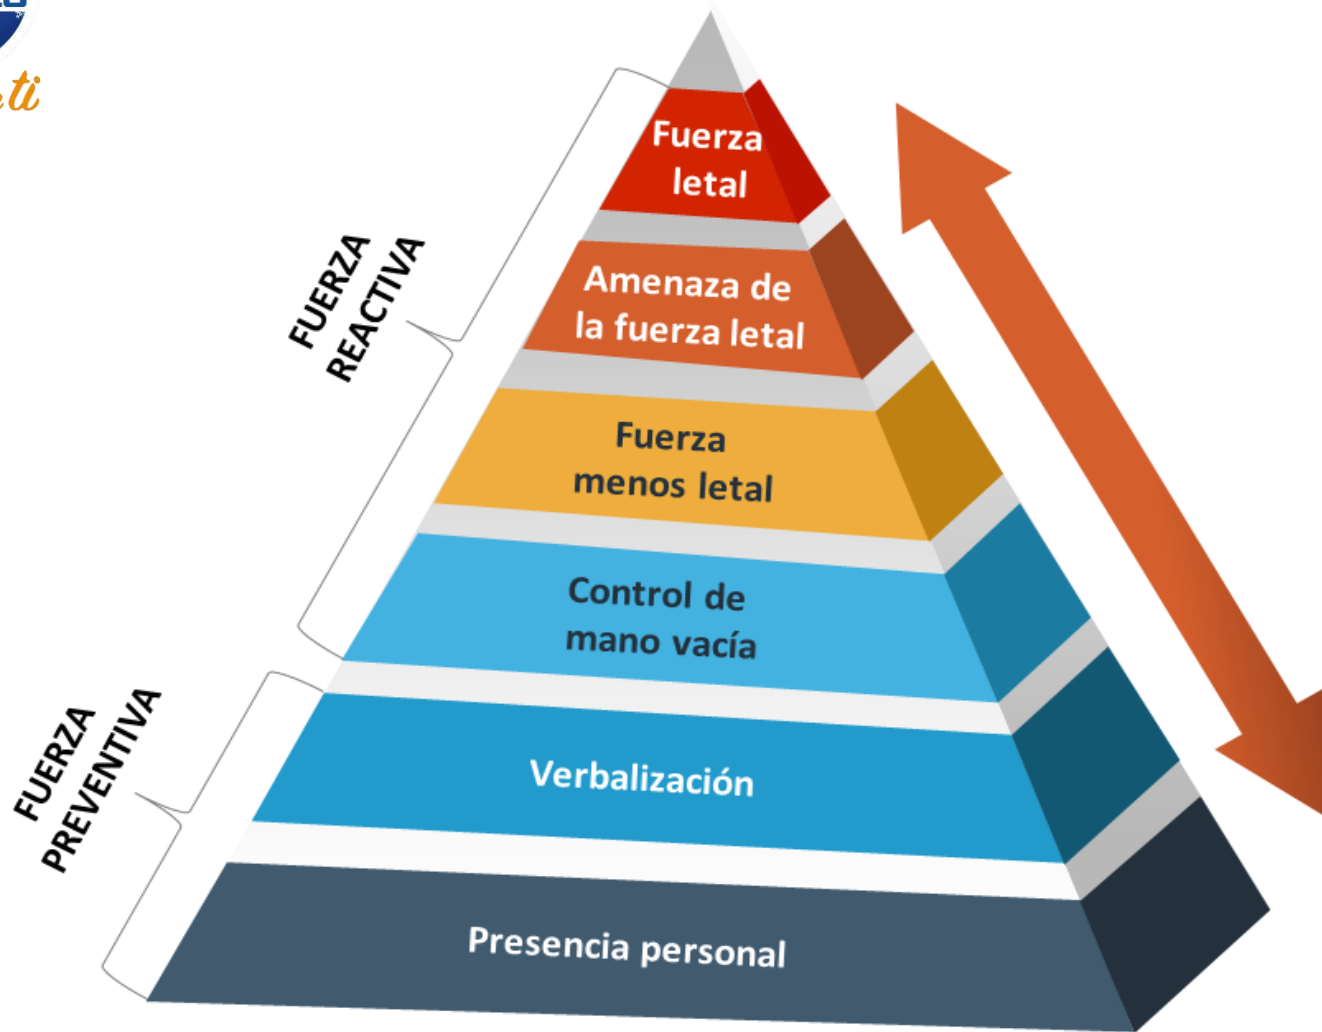 ti
Fuerza
letal
Amenaza de
la fuerza letal
Fuerza
menos letal
Control de
mano vacía
Verbalización
Presencia personal
FUERZA
REACTIVA
FUERZA
PREVENTIVA